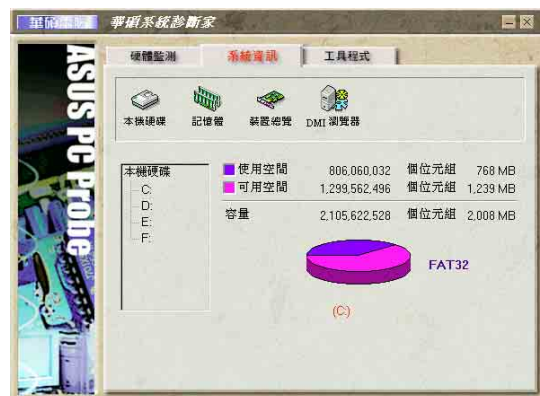 華碩系統診斷家
ASUS PC Probe
硬體監測
系統資訊
工具程式
本機硬碟
記憶體
裝置總覽
DMI 瀏覽器
本機硬碟
C:
D:
E:
F:
使用空間 806,060,032 個位元組 768 MB
可用空間 1,299,562,496 個位元組 1,239 MB
容量 2,105,622,528 個位元組 2,008 MB
FAT32
(C:)